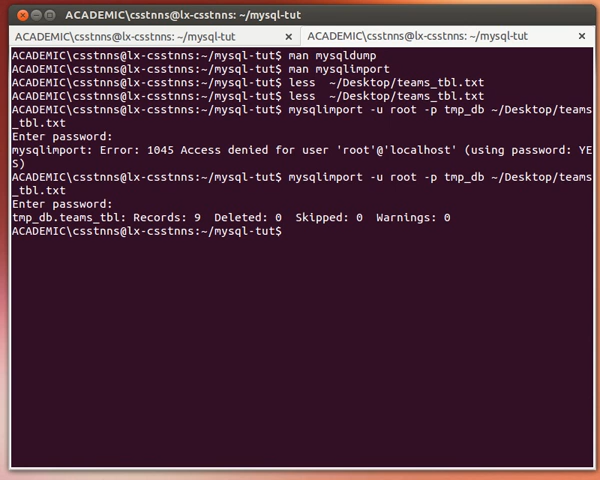 ACADEMIC\csstnns@lx-csstnns: ~/mysql-tut
ACADEMIC\csstnns@lx-csstnns: ~/mysql-tut
ACADEMIC\csstnns@lx-csstnns: ~/mysql-tut
ACADEMIC\csstnns@lx-csstnns:~/mysql-tut$ man mysqldump
ACADEMIC\csstnns@lx-csstnns:~/mysql-tut$ man mysqlimport
ACADEMIC\csstnns@lx-csstnns:~/mysql-tut$ less  ~/Desktop/teams_tbl.txt
ACADEMIC\csstnns@lx-csstnns:~/mysql-tut$ less  ~/Desktop/teams_tbl.txt
ACADEMIC\csstnns@lx-csstnns:~/mysql-tut$ mysqlimport -u root -p tmp_db ~/Desktop/teams
_tbl.txt
Enter password:
mysqlimport: Error: 1045 Access denied for user 'root'@'localhost' (using password: YE
S)
ACADEMIC\csstnns@lx-csstnns:~/mysql-tut$ mysqlimport -u root -p tmp_db ~/Desktop/teams
_tbl.txt
Enter password:
tmp_db.teams_tbl: Records: 9  Deleted: 0  Skipped: 0  Warnings: 0
ACADEMIC\csstnns@lx-csstnns:~/mysql-tut$